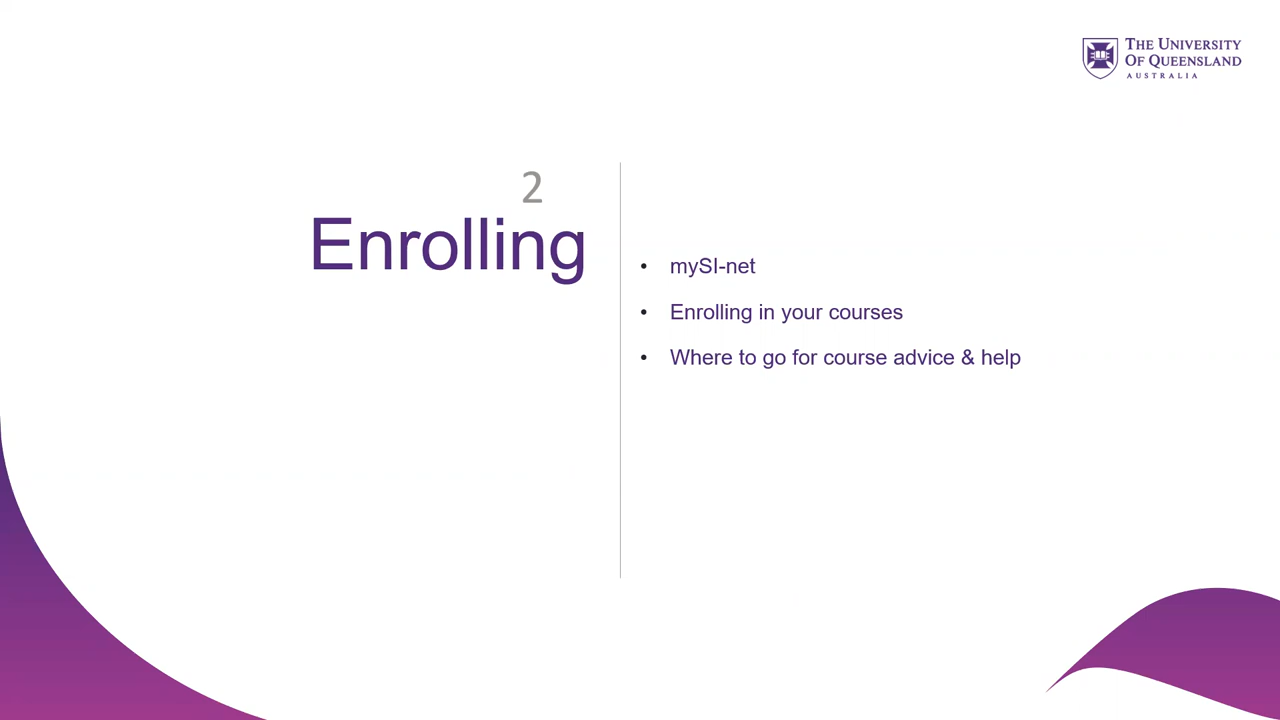 THE UNIVERSITY
OF QUEENSLAND
AUSTRALIA
2
Enrolling
• mySI-net
• Enrolling in your courses
• Where to go for course advice & help